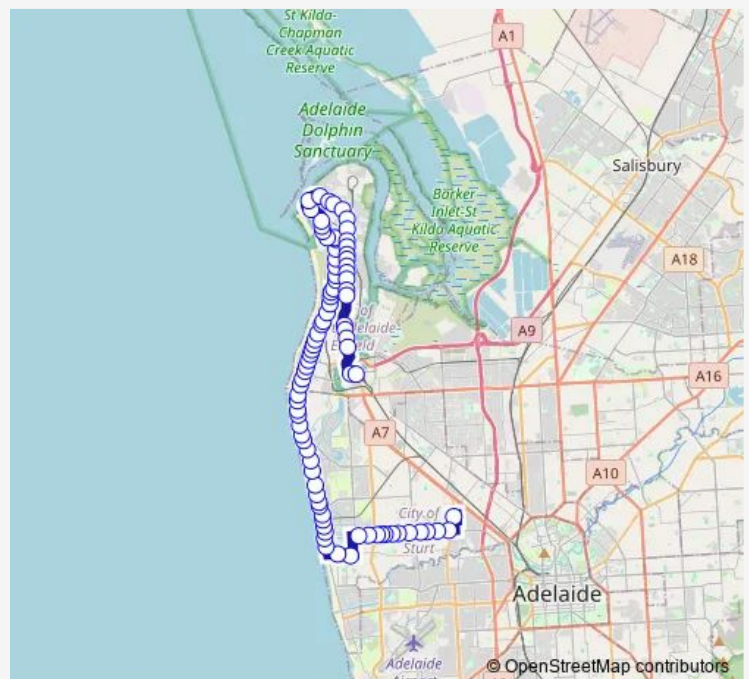 St Kilda-
Chapman
Creek Aquatic
Reserve
A1
Adelaide
Dolphin
Sanctuary
Salisbury
Barker
Inlet-St
Kilda Aquatic
Reserve
A18
of
A9
A16
A7
A10
City of
Sturt
Adelaide
Adelaide
© OpenStreetMap contributors